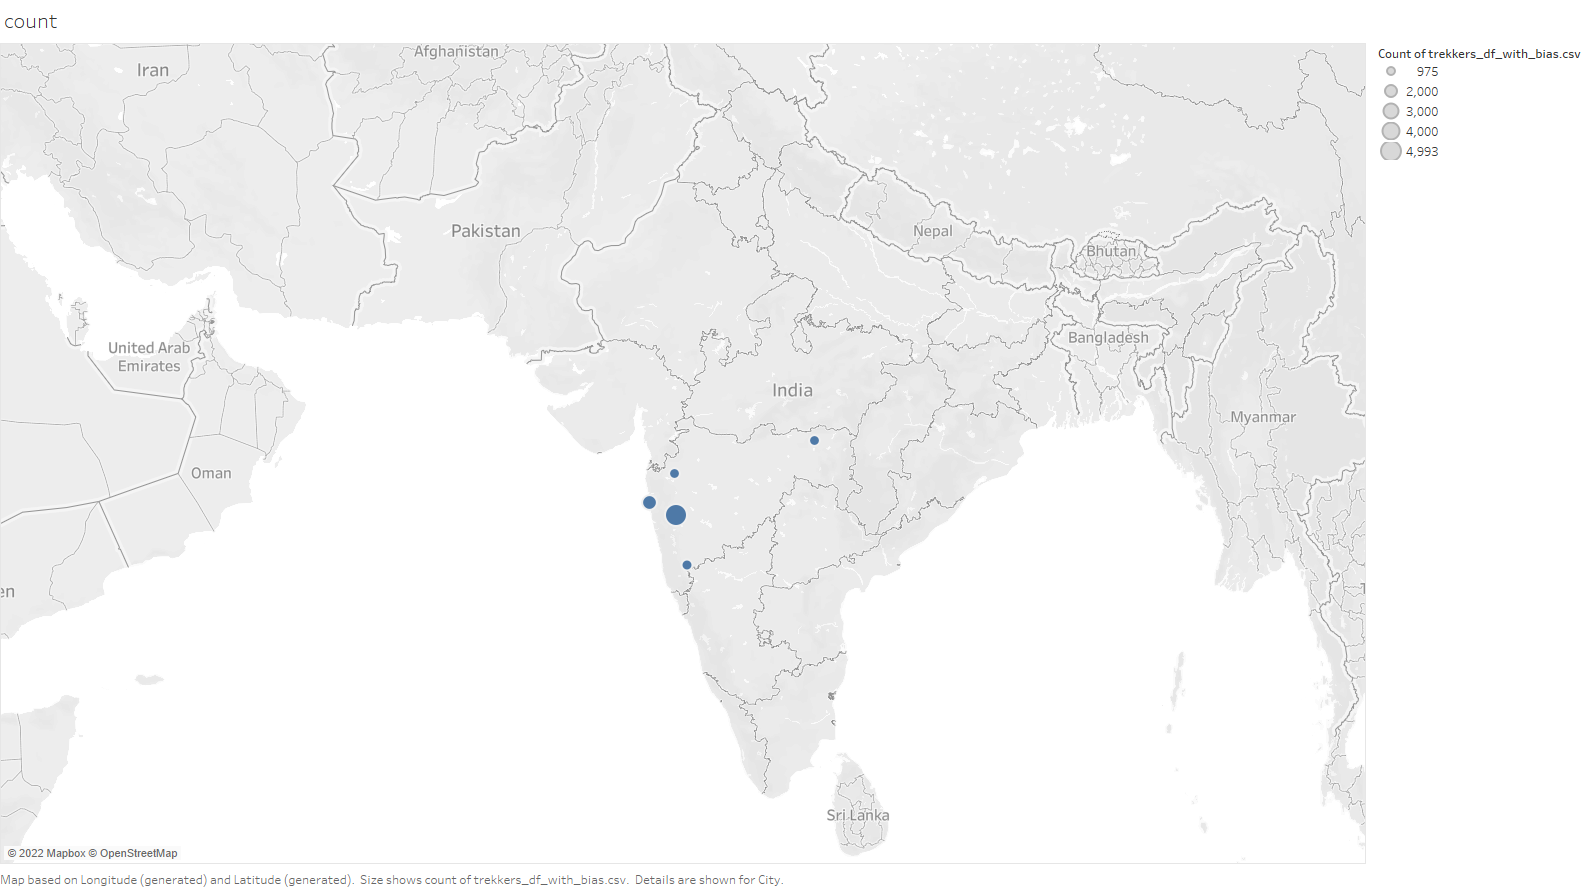 count
Count of trekkers_df_with_bias.csv
975
2,000
3,000
4,000
4,993
Afghanistan
Iran
Pakistan
Nepal
Bhutan
United Arab
Emirates
Bangladesh
India
Myanmar
Oman
en
T
Sri Lanka
© 2022 Mapbox © OpenStreetMap
Map based on Longitude (generated) and Latitude (generated). Size shows count of trekkers_df_with_bias.csv. Details are shown for City.